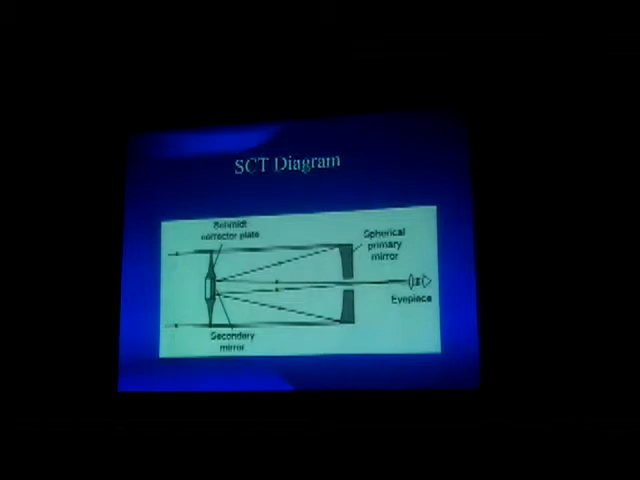 SCT Diagram
Schmidt
corrector plate
Spherical
primary
mirror
Eyepiece
Secondary
mirror